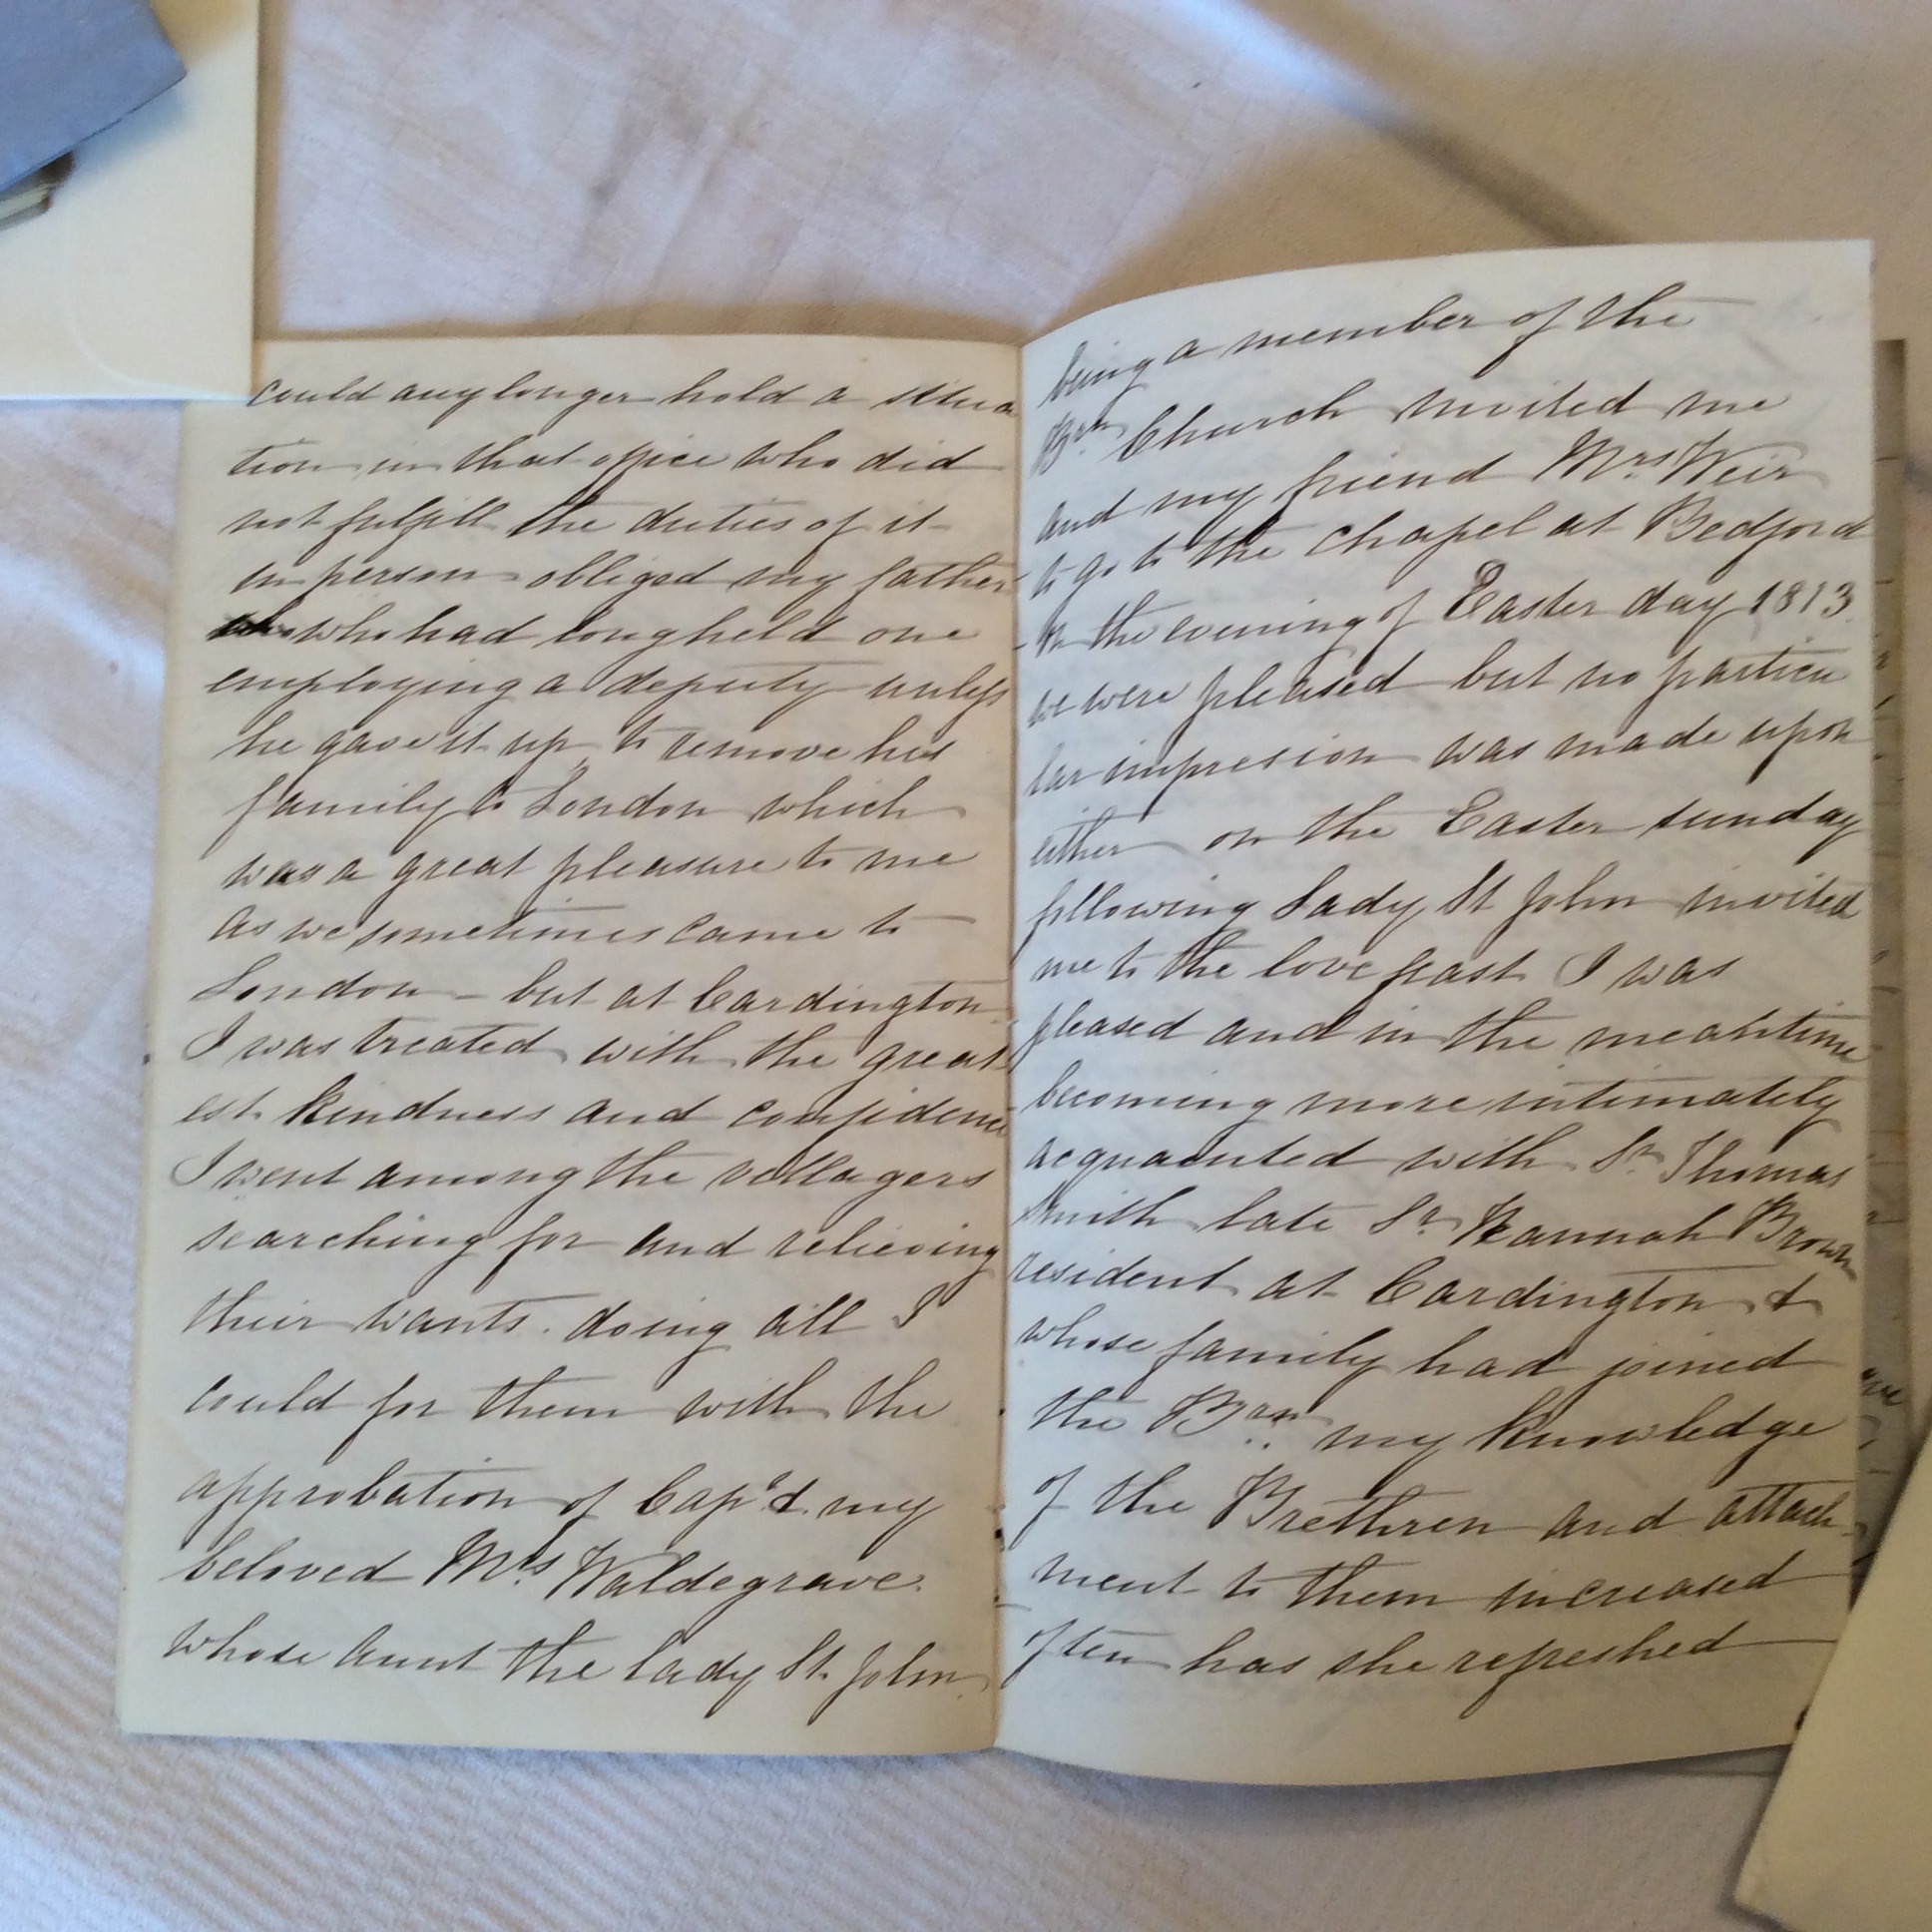 could any longer hold a situa
tion in that office who did
not fulfill the duties of it
in person obliged my father
who had long held one
employing a deputy unless
he gave it up to remove his
family to London which
was a great pleasure to me
as we sometimes came to
London - but at Cardington
I was treated with the great
est kindness and confidence
I went among the villagers
searching for and relieving
their wants. doing all I
could for them with the
approbation of Capt & my
beloved Mrs Waldegrave.
whose aunt the lady St. John
being a member of the
Brn Church invited me
and my friend Mrs Weir
to go to the chapel at Bedford
in the evening of Easter day 1813
we were pleased but no particu
lar impresion was made upon
either on the Easter sunday
following Lady St John invited
me to the love feast I was
pleased and in the meantime
becoming more intimately
acquainted with Sr Thomas
Smith late Sr Hannah Brown
resident at Cardington &
whose family had joined
the Brn my knowledge
of the Brethren and attach-
ment to them increased
often has she refreshed